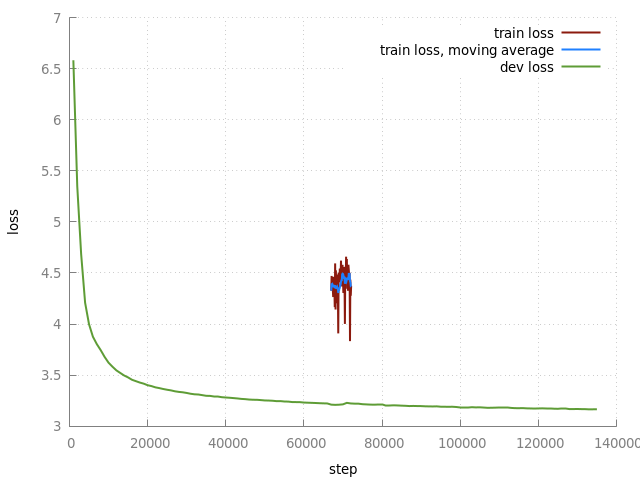 7
6.5
6
5.5
5
4.5
4
3.5
3
loss
train loss
train loss, moving average
dev loss
0 20000 40000 60000 80000 100000 120000 140000
step